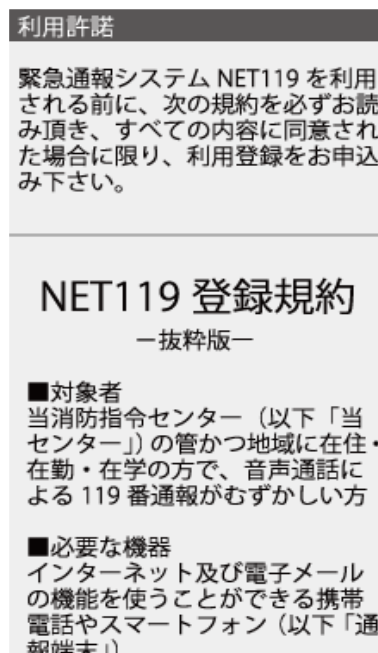 利用許諾
緊急通報システム NET119 を利用
される前に、次の規約を必ずお読
み頂き、すべての内容に同意され
た場合に限り、利用登録をお申込
み下さい。
NET119 登録規約
－抜粋版－
■対象者
当消防指令センター（以下「当
センター」）の管かつ地域に在住・
在勤・在学の方で、音声通話に
よる 119 番通報がむずかしい方
■必要な機器
インターネット及び電子メール
の機能を使うことができる携帯
電話やスマートフォン（以下「通
報端末」）